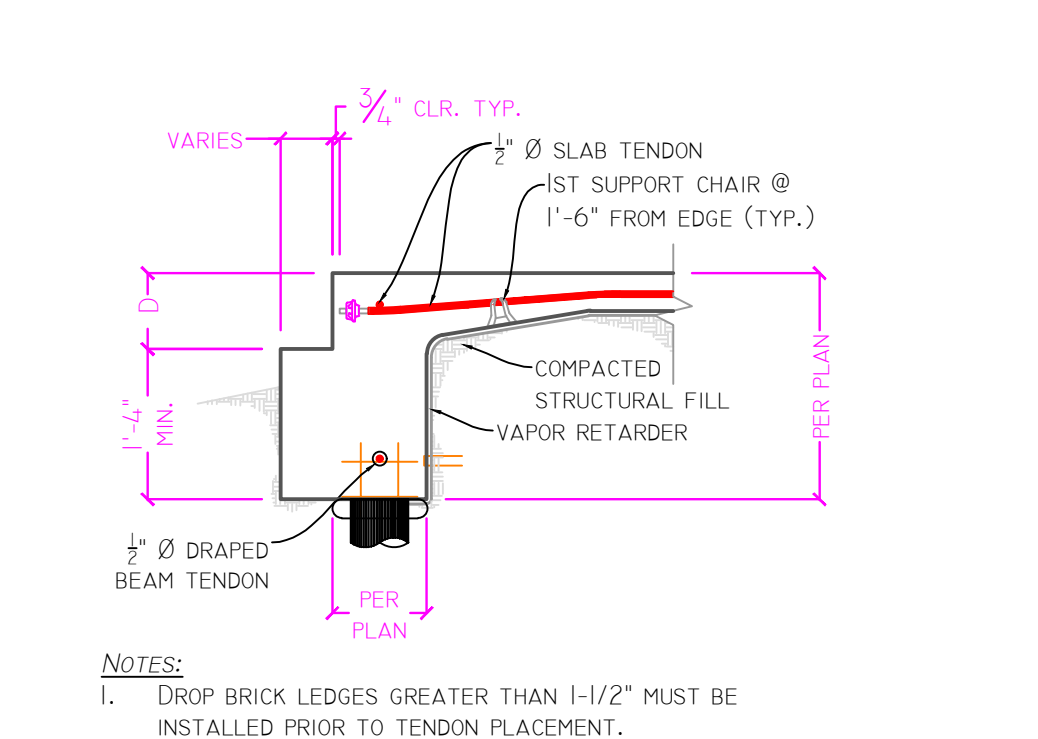 3/4" CLR. TYP.
VARIES
1/2" Ø SLAB TENDON
1ST SUPPORT CHAIR @
1'-6" FROM EDGE (TYP.)
D
1'-4"
MIN.
PER PLAN
COMPACTED
STRUCTURAL FILL
VAPOR RETARDER
1/2" Ø DRAPED
BEAM TENDON
PER
PLAN
NOTES:
1. DROP BRICK LEDGES GREATER THAN 1-1/2" MUST BE
INSTALLED PRIOR TO TENDON PLACEMENT.